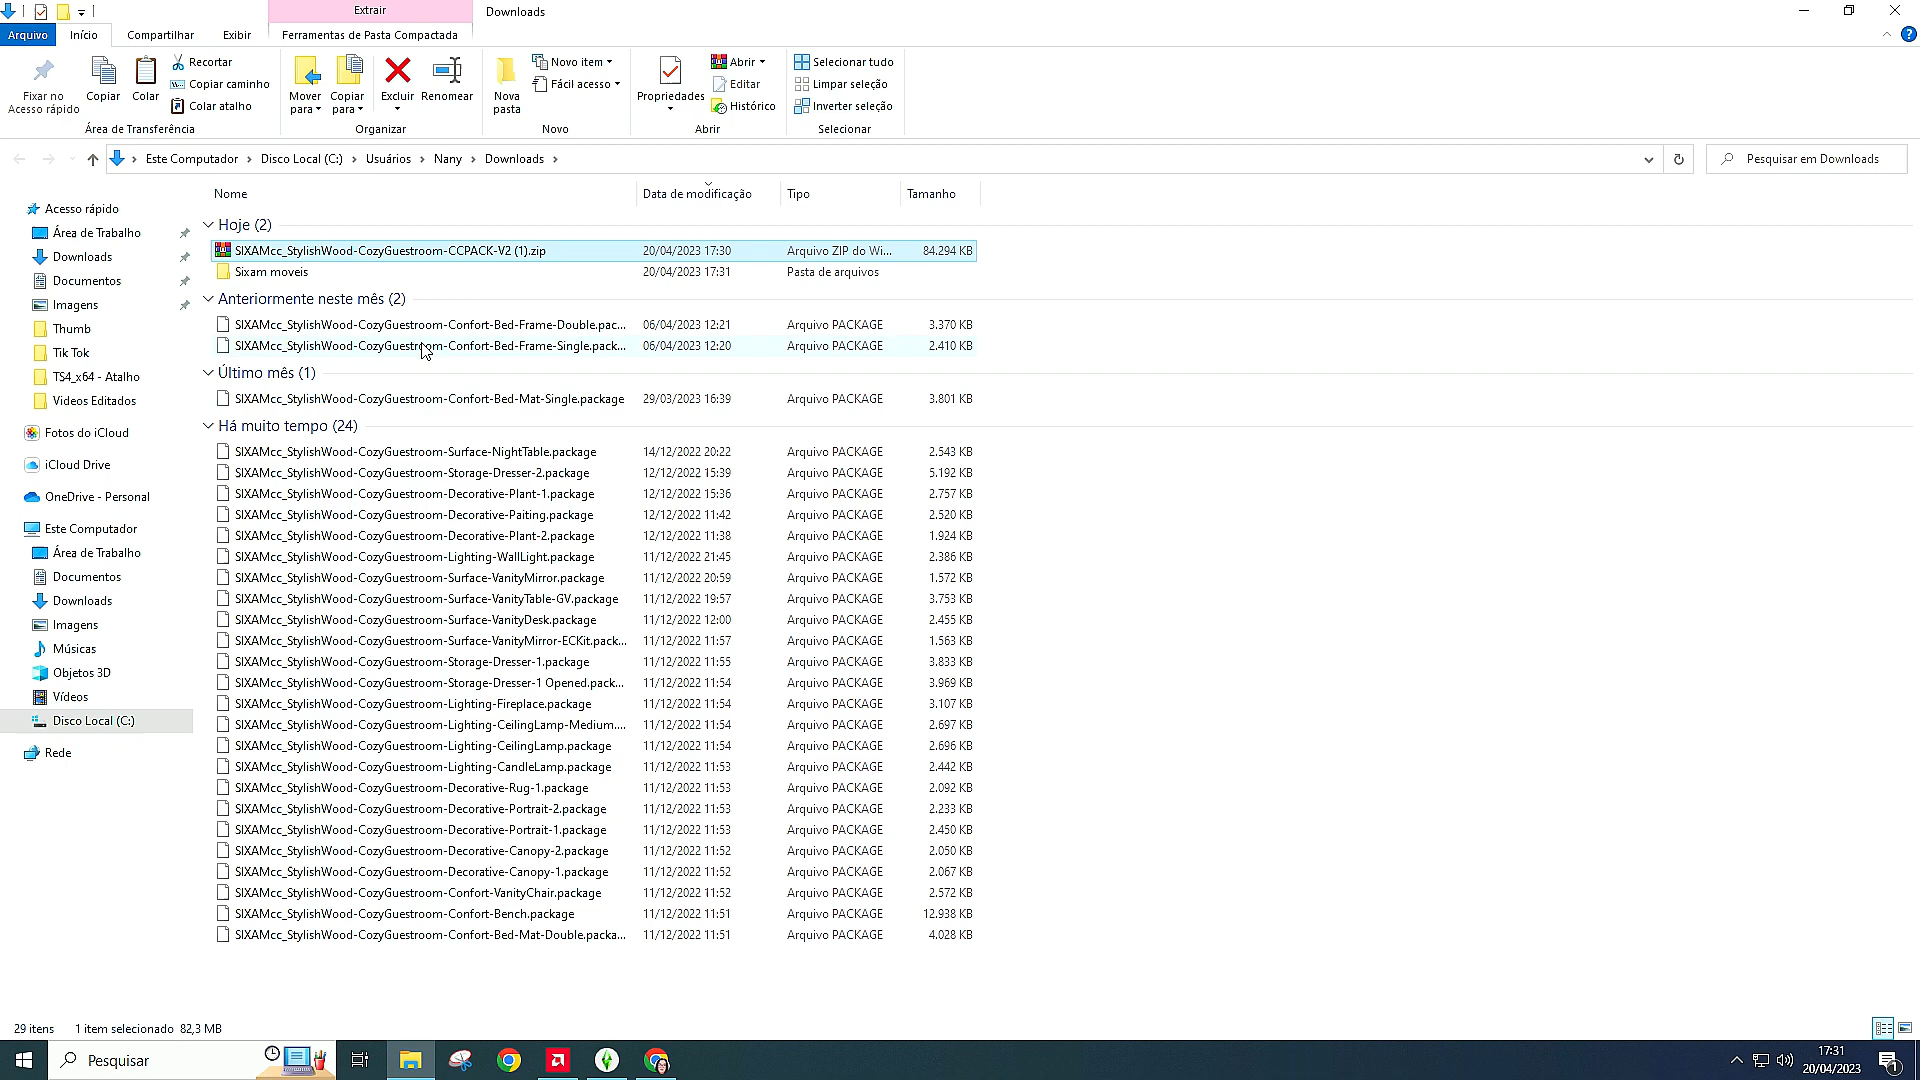 Extrair
Downloads
Arquivo
Início
Compartilhar
Exibir
Ferramentas de Pasta Compactada
Fixar no
Acesso rápido
Copiar
Colar
Recortar
Copiar caminho
Colar atalho
Área de Transferência
Mover
para
Copiar
para
Excluir
Renomear
Organizar
Nova
pasta
Novo item
Fácil acesso
Novo
Propriedades
Abrir
Editar
Histórico
Abrir
Selecionar tudo
Limpar seleção
Inverter seleção
Selecionar
Este Computador > Disco Local (C:) > Usuários > Nany > Downloads >
Pesquisar em Downloads
Acesso rápido
Área de Trabalho
Downloads
Documentos
Imagens
Thumb
Tik Tok
TS4_x64 - Atalho
Videos Editados
Fotos do iCloud
iCloud Drive
OneDrive - Personal
Este Computador
Área de Trabalho
Documentos
Downloads
Imagens
Músicas
Objetos 3D
Vídeos
Disco Local (C:)
Rede
Nome Data de modificação Tipo Tamanho
Hoje (2)
SIXAMcc_StylishWood-CozyGuestroom-CCPACK-V2 (1).zip 20/04/2023 17:30 Arquivo ZIP do Wi... 84.294 KB
Sixam moveis 20/04/2023 17:31 Pasta de arquivos
Anteriormente neste mês (2)
SIXAMcc_StylishWood-CozyGuestroom-Confort-Bed-Frame-Double.pac... 06/04/2023 12:21 Arquivo PACKAGE 3.370 KB
SIXAMcc_StylishWood-CozyGuestroom-Confort-Bed-Frame-Single.pack... 06/04/2023 12:20 Arquivo PACKAGE 2.410 KB
Último mês (1)
SIXAMcc_StylishWood-CozyGuestroom-Confort-Bed-Mat-Single.package 29/03/2023 16:39 Arquivo PACKAGE 3.801 KB
Há muito tempo (24)
SIXAMcc_StylishWood-CozyGuestroom-Surface-NightTable.package 14/12/2022 20:22 Arquivo PACKAGE 2.543 KB
SIXAMcc_StylishWood-CozyGuestroom-Storage-Dresser-2.package 12/12/2022 15:39 Arquivo PACKAGE 5.192 KB
SIXAMcc_StylishWood-CozyGuestroom-Decorative-Plant-1.package 12/12/2022 15:36 Arquivo PACKAGE 2.757 KB
SIXAMcc_StylishWood-CozyGuestroom-Decorative-Paiting.package 12/12/2022 11:42 Arquivo PACKAGE 2.520 KB
SIXAMcc_StylishWood-CozyGuestroom-Decorative-Plant-2.package 12/12/2022 11:38 Arquivo PACKAGE 1.924 KB
SIXAMcc_StylishWood-CozyGuestroom-Lighting-WallLight.package 11/12/2022 21:45 Arquivo PACKAGE 2.386 KB
SIXAMcc_StylishWood-CozyGuestroom-Surface-VanityMirror.package 11/12/2022 20:59 Arquivo PACKAGE 1.572 KB
SIXAMcc_StylishWood-CozyGuestroom-Surface-VanityTable-GV.package 11/12/2022 19:57 Arquivo PACKAGE 3.753 KB
SIXAMcc_StylishWood-CozyGuestroom-Surface-VanityDesk.package 11/12/2022 12:00 Arquivo PACKAGE 2.455 KB
SIXAMcc_StylishWood-CozyGuestroom-Surface-VanityMirror-ECKit.pack... 11/12/2022 11:57 Arquivo PACKAGE 1.563 KB
SIXAMcc_StylishWood-CozyGuestroom-Storage-Dresser-1.package 11/12/2022 11:55 Arquivo PACKAGE 3.833 KB
SIXAMcc_StylishWood-CozyGuestroom-Storage-Dresser-1 Opened.pack... 11/12/2022 11:54 Arquivo PACKAGE 3.969 KB
SIXAMcc_StylishWood-CozyGuestroom-Lighting-Fireplace.package 11/12/2022 11:54 Arquivo PACKAGE 3.107 KB
SIXAMcc_StylishWood-CozyGuestroom-Lighting-CeilingLamp-Medium.... 11/12/2022 11:54 Arquivo PACKAGE 2.697 KB
SIXAMcc_StylishWood-CozyGuestroom-Lighting-CeilingLamp.package 11/12/2022 11:54 Arquivo PACKAGE 2.696 KB
SIXAMcc_StylishWood-CozyGuestroom-Lighting-CandleLamp.package 11/12/2022 11:53 Arquivo PACKAGE 2.442 KB
SIXAMcc_StylishWood-CozyGuestroom-Decorative-Rug-1.package 11/12/2022 11:53 Arquivo PACKAGE 2.092 KB
SIXAMcc_StylishWood-CozyGuestroom-Decorative-Portrait-2.package 11/12/2022 11:53 Arquivo PACKAGE 2.233 KB
SIXAMcc_StylishWood-CozyGuestroom-Decorative-Portrait-1.package 11/12/2022 11:53 Arquivo PACKAGE 2.450 KB
SIXAMcc_StylishWood-CozyGuestroom-Decorative-Canopy-2.package 11/12/2022 11:52 Arquivo PACKAGE 2.050 KB
SIXAMcc_StylishWood-CozyGuestroom-Decorative-Canopy-1.package 11/12/2022 11:52 Arquivo PACKAGE 2.067 KB
SIXAMcc_StylishWood-CozyGuestroom-Confort-VanityChair.package 11/12/2022 11:52 Arquivo PACKAGE 2.572 KB
SIXAMcc_StylishWood-CozyGuestroom-Confort-Bench.package 11/12/2022 11:51 Arquivo PACKAGE 12.938 KB
SIXAMcc_StylishWood-CozyGuestroom-Confort-Bed-Mat-Double.packa... 11/12/2022 11:51 Arquivo PACKAGE 4.028 KB
29 itens 1 item selecionado 82,3 MB
Pesquisar
17:31
20/04/2023
1